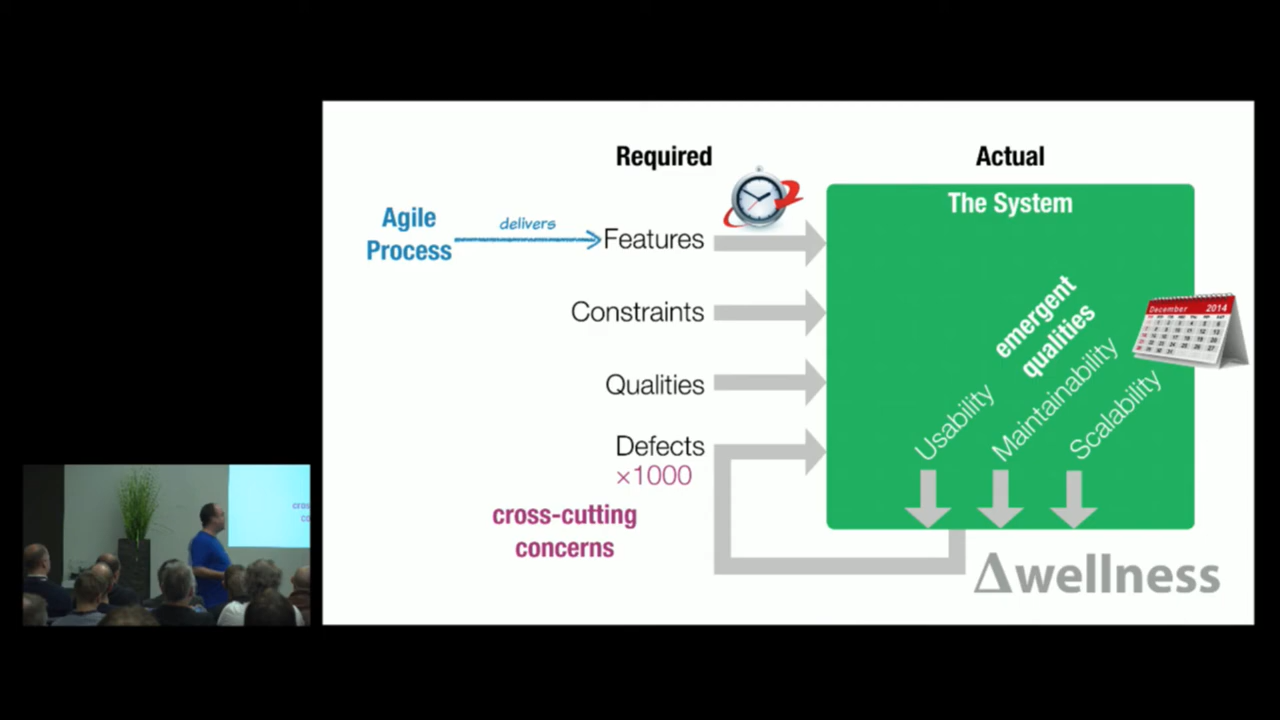 Required
Actual
The System
Agile
Process
delivers
Features
Constraints
Qualities
Defects
×1000
cross-cutting
concerns
emergent
qualities
Usability
Maintainability
Scalability
December 2014
Δwellness